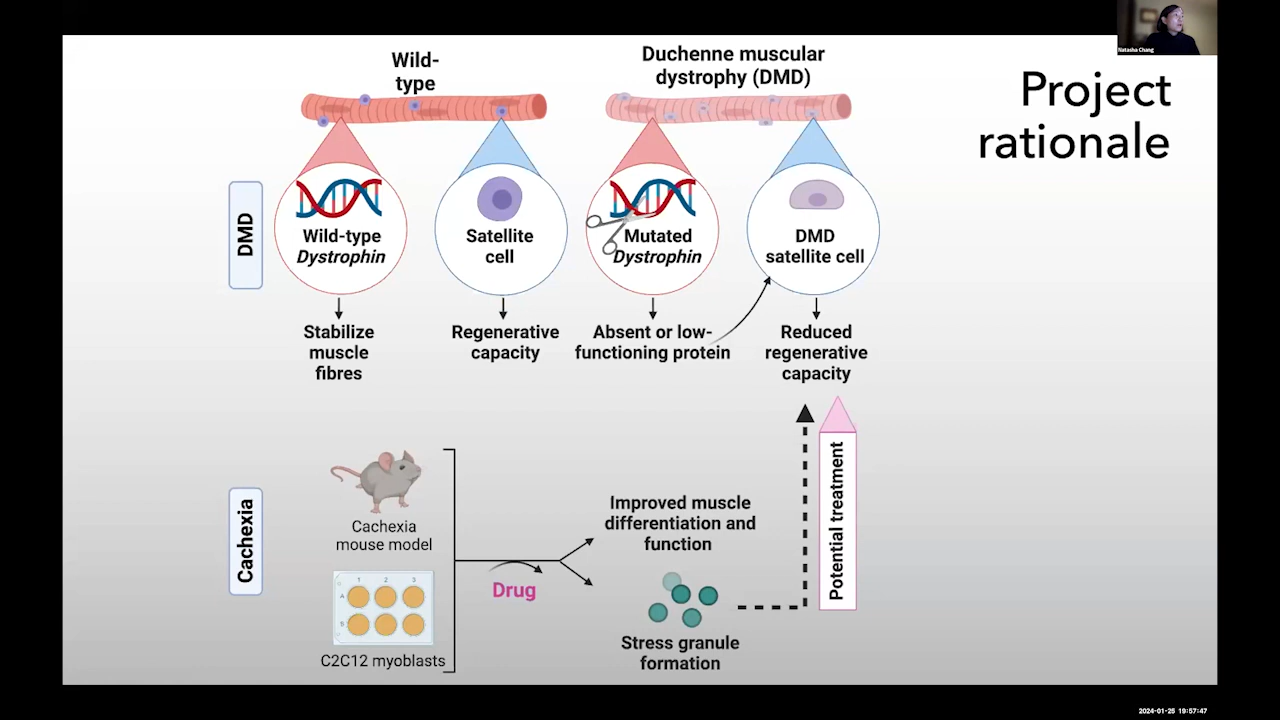 Natasha Chang
Project
rationale
Wild-
type
Duchenne muscular
dystrophy (DMD)
DMD
Wild-type
Dystrophin
Satellite
cell
Mutated
Dystrophin
DMD
satellite cell
Stabilize
muscle
fibres
Regenerative
capacity
Absent or low-
functioning protein
Reduced
regenerative
capacity
Cachexia
Cachexia
mouse model
1 2 3
A
B
C2C12 myoblasts
Drug
Improved muscle
differentiation and
function
Stress granule
formation
Potential treatment
2024-01-25 19:57:47